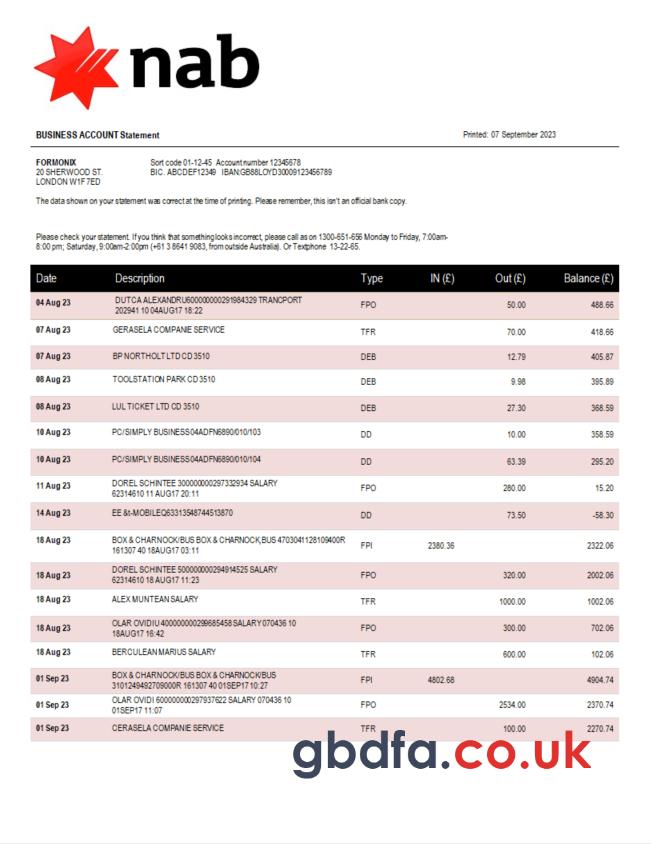 nab
BUSINESS ACCOUNT Statement Printed: 07 September 2023
FORMONIX Sort code 01-12-45 Account number 12345678
20 SHERWOOD ST. BIC. ABCDEF12349 IBAN:GB88LOYD30009123456789
LONDON W1F 7ED
The data shown on your statement was correct at the time of printing. Please remember, this isn't an official bank copy.
Please check your statement. If you think that something looks incorrect, please call as on 1300-651-656 Monday to Friday, 7:00am-
8:00 pm; Saturday, 9:00am-2:00pm (+61 3 8641 9083, from outside Australia). Or Textphone 13-22-65.
Date Description Type IN (£) Out (£) Balance (£)
04 Aug 23 DUTCA ALEXANDRU600000000291984329 TRANCPORT FPO 50.00 488.66
202941 10 04AUG17 18:22
07 Aug 23 GERASELA COMPANIE SERVICE TFR 70.00 418.66
07 Aug 23 BP NORTHOLT LTD CD 3510 DEB 12.79 405.87
08 Aug 23 TOOLSTATION PARK CD 3510 DEB 9.98 395.89
08 Aug 23 LUL TICKET LTD CD 3510 DEB 27.30 368.59
10 Aug 23 PC/SIMPLY BUSINESS04ADFN6890/010/103 DD 10.00 358.59
10 Aug 23 PC/SIMPLY BUSINESS04ADFN6890/010/104 DD 63.39 295.20
11 Aug 23 DOREL SCHINTEE 300000000297332934 SALARY FPO 280.00 15.20
62314610 11 AUG17 20:11
14 Aug 23 EE &t-MOBILEQ63313548744513870 DD 73.50 -58.30
18 Aug 23 BOX & CHARNOCK/BUS BOX & CHARNOCK,BUS 4703041128109400R FPI 2380.36 2322.06
161307 40 18AUG17 03:11
18 Aug 23 DOREL SCHINTEE 500000000294914525 SALARY FPO 320.00 2002.06
62314610 18 AUG17 11:23
18 Aug 23 ALEX MUNTEAN SALARY TFR 1000.00 1002.06
18 Aug 23 OLAR OVIDIU 400000000299685458 SALARY 070436 10 FPO 300.00 702.06
18AUG17 16:42
18 Aug 23 BERCULEAN MARIUS SALARY TFR 600.00 102.06
01 Sep 23 BOX & CHARNOCK/BUS BOX & CHARNOCK/BUS FPI 4802.68 4904.74
3101249492709000R 161307 40 01SEP17 10:27
01 Sep 23 OLAR OVIDI 600000000297937622 SALARY 070436 10 FPO 2534.00 2370.74
01SEP17 11:07
01 Sep 23 CERASELA COMPANIE SERVICE TFR 100.00 2270.74
gbdfa.co.uk